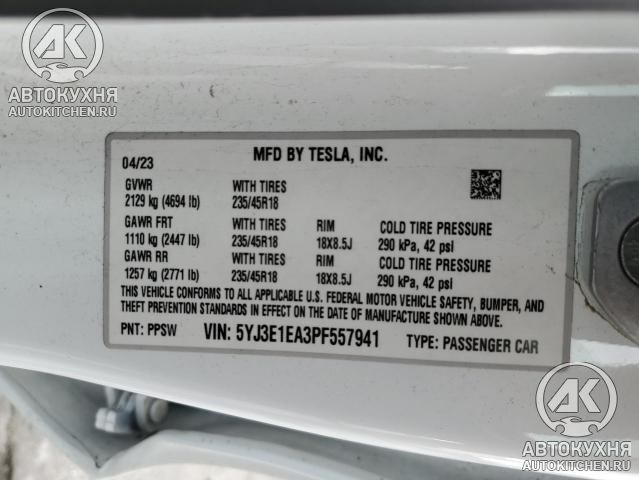 AK
АВТОКУХНЯ
AUTOKITCHEN.RU
04/23 MFD BY TESLA, INC.
GVWR WITH TIRES
2129 kg (4694 lb) 235/45R18
GAWR FRT WITH TIRES RIM COLD TIRE PRESSURE
1110 kg (2447 lb) 235/45R18 18X8.5J 290 kPa, 42 psi
GAWR RR WITH TIRES RIM COLD TIRE PRESSURE
1257 kg (2771 lb) 235/45R18 18X8.5J 290 kPa, 42 psi
THIS VEHICLE CONFORMS TO ALL APPLICABLE U.S. FEDERAL MOTOR VEHICLE SAFETY, BUMPER, AND
THEFT PREVENTION STANDARDS IN EFFECT ON THE DATE OF MANUFACTURE SHOWN ABOVE.
PNT: PPSW VIN: 5YJ3E1EA3PF557941 TYPE: PASSENGER CAR
AK
АВТОКУХНЯ
AUTOKITCHEN.RU